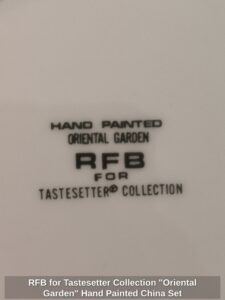 HAND PAINTED
ORIENTAL GARDEN
RFB
FOR
TASTESETTER® COLLECTION
RFB for Tastesetter Collection "Oriental
Garden" Hand Painted China Set